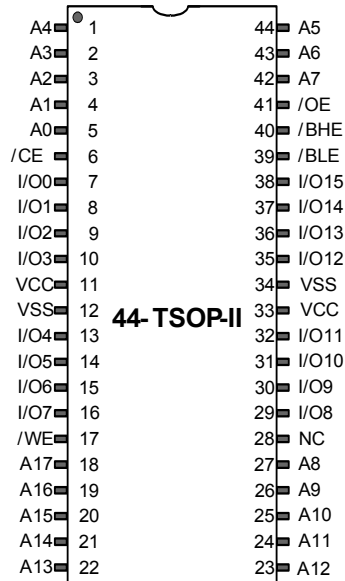 A4 1 44 A5
A3 2 43 A6
A2 3 42 A7
A1 4 41 /OE
A0 5 40 /BHE
/CE 6 39 /BLE
I/O0 7 38 I/O15
I/O1 8 37 I/O14
I/O2 9 36 I/O13
I/O3 10 35 I/O12
VCC 11 34 VSS
VSS 12 33 VCC
44-TSOP-II
I/O4 13 32 I/O11
I/O5 14 31 I/O10
I/O6 15 30 I/O9
I/O7 16 29 I/O8
/WE 17 28 NC
A17 18 27 A8
A16 19 26 A9
A15 20 25 A10
A14 21 24 A11
A13 22 23 A12